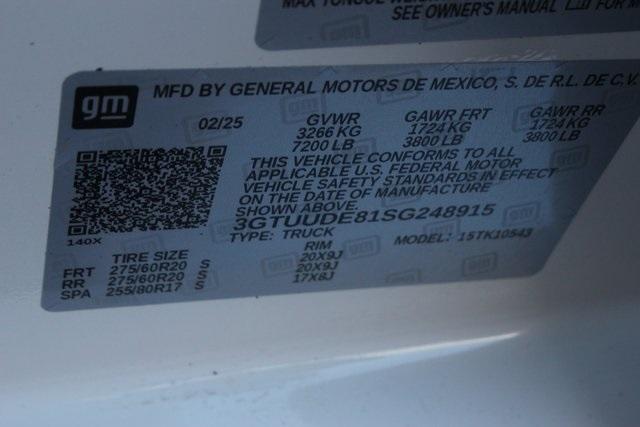 SEE OWNER'S MANUAL FOR M
gm
MFD BY GENERAL MOTORS DE MEXICO, S. DE R.L. DE C.V.
02/25 GVWR GAWR FRT GAWR RR
3266 KG 1724 KG 1724 KG
7200 LB 3800 LB 3800 LB
THIS VEHICLE CONFORMS TO ALL
APPLICABLE U.S. FEDERAL MOTOR
VEHICLE SAFETY STANDARDS IN EFFECT
ON THE DATE OF MANUFACTURE
SHOWN ABOVE.
3GTUUDE81SG248915
140X
TYPE: TRUCK MODEL: 15TK10543
TIRE SIZE RIM
FRT 275/60R20 S 20X9J
RR 275/60R20 S 20X9J
SPA 255/80R17 S 17X8J